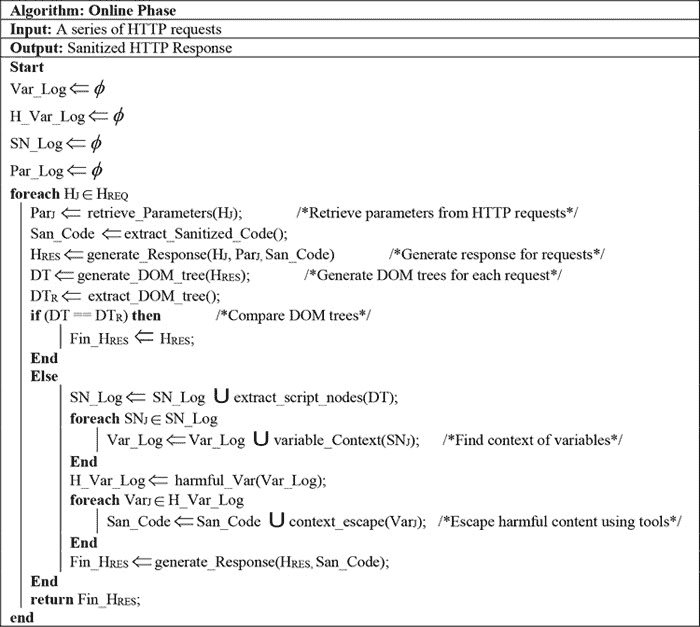 Algorithm: Online Phase
Input: A series of HTTP requests
Output: Sanitized HTTP Response
Start
Var_Log⇐ ϕ
H_Var_Log⇐ ϕ
SN_Log⇐ ϕ
Par_Log⇐ ϕ
foreach HJ ∈ HREQ
ParJ ⇐ retrieve_Parameters(HJ); /*Retrieve parameters from HTTP requests*/
San_Code ⇐extract_Sanitized_Code();
HRES⇐generate_Response(HJ, ParJ, San_Code) /*Generate response for requests*/
DT ⇐generate_DOM_tree(HRES); /*Generate DOM trees for each request*/
DTR ⇐ extract_DOM_tree();
if (DT == DTR) then /*Compare DOM trees*/
Fin_HRES ⇐ HRES;
End
Else
SN_Log⇐ SN_Log ∪ extract_script_nodes(DT);
foreach SNJ ∈ SN_Log
Var_Log⇐Var_Log ∪ variable_Context(SNJ); /*Find context of variables*/
End
H_Var_Log⇐ harmful_Var(Var_Log);
foreach VarJ ∈ H_Var_Log
San_Code⇐San_Code ∪ context_escape(VarJ); /*Escape harmful content using tools*/
End
Fin_HRES⇐generate_Response(HRES, San_Code);
End
return Fin_HRES;
end